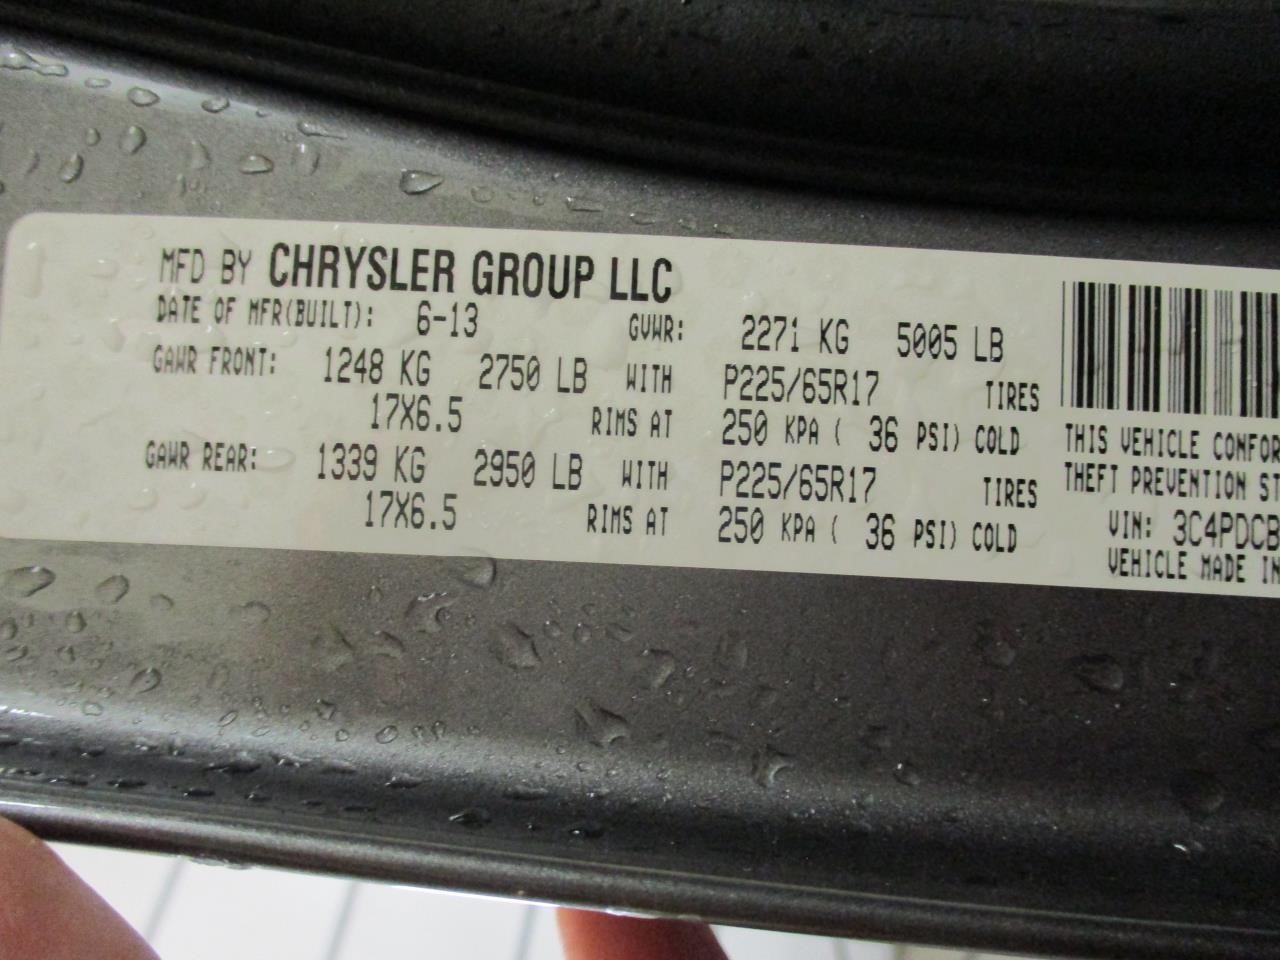 MFD BY CHRYSLER GROUP LLC
DATE OF MFR(BUILT): 6-13 GVWR: 2271 KG 5005 LB
GAWR FRONT: 1248 KG 2750 LB WITH P225/65R17 TIRES
17X6.5 RIMS AT 250 KPA ( 36 PSI) COLD
GAWR REAR: 1339 KG 2950 LB WITH P225/65R17 TIRES
17X6.5 RIMS AT 250 KPA ( 36 PSI) COLD
THIS VEHICLE CONFOR
THEFT PREVENTION ST
VIN: 3C4PDCB
VEHICLE MADE IN